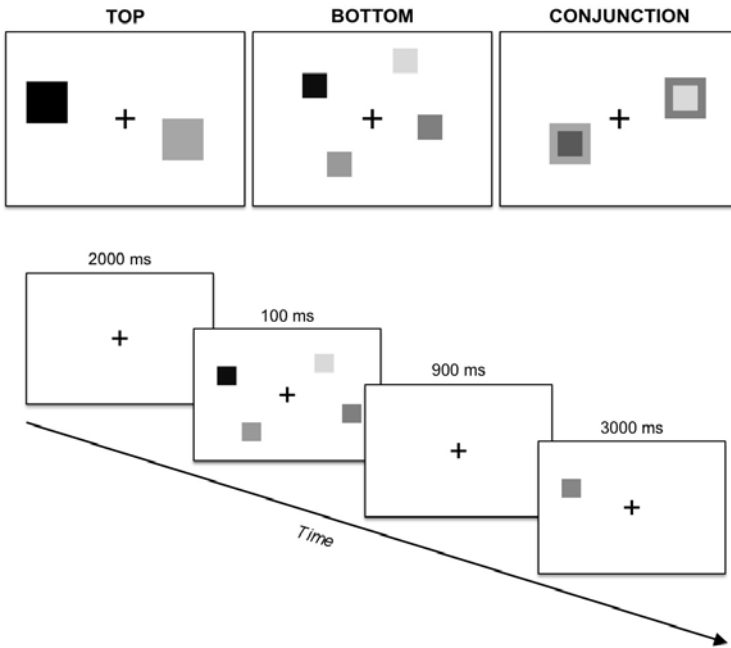 TOP
BOTTOM
CONJUNCTION
2000 ms
100 ms
900 ms
3000 ms
Time